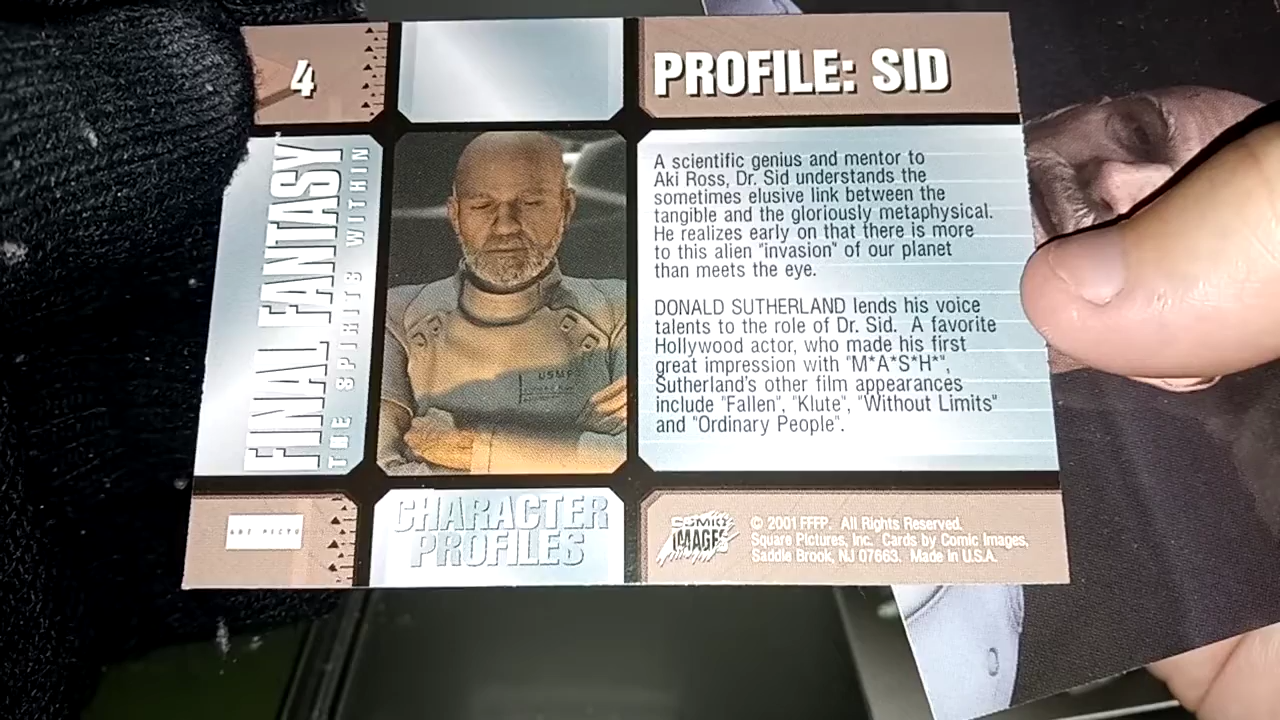 4
PROFILE: SID
FINAL FANTASY
THE SPIRITS WITHIN
USMF
A scientific genius and mentor to
Aki Ross, Dr. Sid understands the
sometimes elusive link between the
tangible and the gloriously metaphysical.
He realizes early on that there is more
to this alien "invasion" of our planet
than meets the eye.
DONALD SUTHERLAND lends his voice
talents to the role of Dr. Sid. A favorite
Hollywood actor, who made his first
great impression with "M*A*S*H*",
Sutherland's other film appearances
include "Fallen", "Klute", "Without Limits"
and "Ordinary People".
CHARACTER
PROFILES
COMIC
IMAGES
© 2001 FFFP. All Rights Reserved.
Square Pictures, Inc. Cards by Comic Images,
Saddle Brook, NJ 07663. Made in U.S.A.